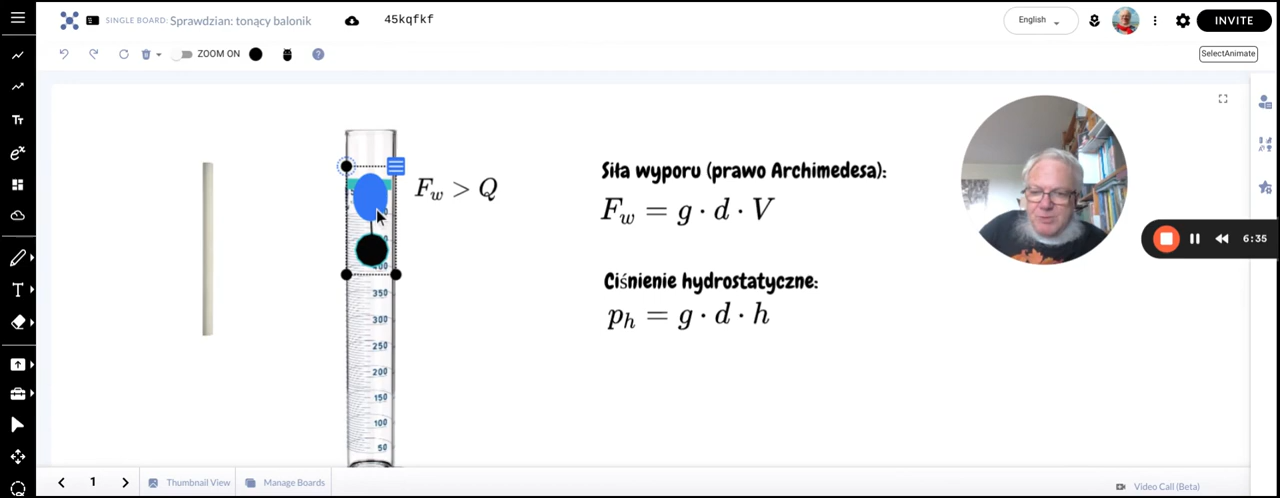 SINGLE BOARD: Sprawdzian: tonący balonik
45kqfkf
English
INVITE
ZOOM ON
SelectAnimate
F_w > Q
Siła wyporu (prawo Archimedesa):
F_w = g · d · V
Ciśnienie hydrostatyczne:
p_h = g · d · h
6:35
350
300
250
200
150
100
50
1
Thumbnail View
Manage Boards
Video Call (Beta)